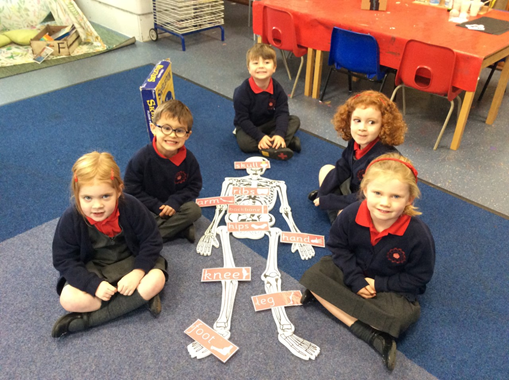 skull
ribs
arm
hips
hand
knee
leg
foot